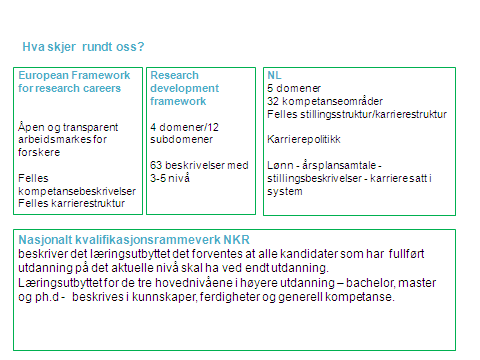 Hva skjer rundt oss?
European Framework
for research careers
Åpen og transparent
arbeidsmarkes for
forskere
Felles
kompetansebeskrivelser
Felles karrierestruktur
Research
development
framework
4 domener/12
subdomener
63 beskrivelser med
3-5 nivå
NL
5 domener
32 kompetanseområder
Felles stillingsstruktur/karrierestruktur
Karrierepolitikk
Lønn - årsplansamtale -
stillingsbeskrivelser - karriere satt i
system
Nasjonalt kvalifikasjonsrammeverk NKR
beskriver det læringsutbyttet det forventes at alle kandidater som har fullført
utdanning på det aktuelle nivå skal ha ved endt utdanning.
Læringsutbyttet for de tre hovednivåene i høyere utdanning – bachelor, master
og ph.d - beskrives i kunnskaper, ferdigheter og generell kompetanse.